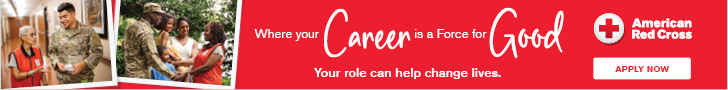 Where your Career is a Force for Good
Your role can help change lives.
American
Red Cross
APPLY NOW